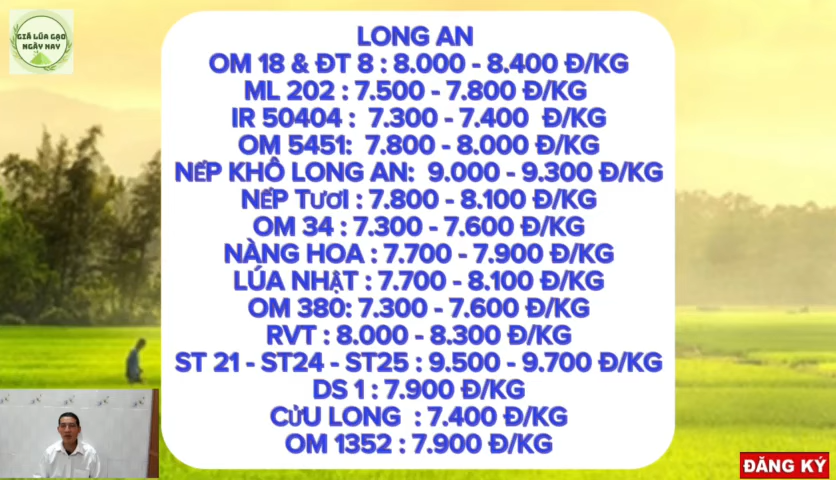 GIÁ LÚA GẠO
NGÀY NAY
LONG AN
OM 18 & ĐT 8 : 8.000 - 8.400 Đ/KG
ML 202 : 7.500 - 7.800 Đ/KG
IR 50404 : 7.300 - 7.400 Đ/KG
OM 5451: 7.800 - 8.000 Đ/KG
NẾP KHÔ LONG AN: 9.000 - 9.300 Đ/KG
NẾP TươI : 7.800 - 8.100 Đ/KG
OM 34 : 7.300 - 7.600 Đ/KG
NÀNG HOA : 7.700 - 7.900 Đ/KG
LÚA NHẬT : 7.700 - 8.100 Đ/KG
OM 380: 7.300 - 7.600 Đ/KG
RVT : 8.000 - 8.300 Đ/KG
ST 21 - ST24 - ST25 : 9.500 - 9.700 Đ/KG
DS 1 : 7.900 Đ/KG
CửU LONG : 7.400 Đ/KG
OM 1352 : 7.900 Đ/KG
ĐĂNG KÝ